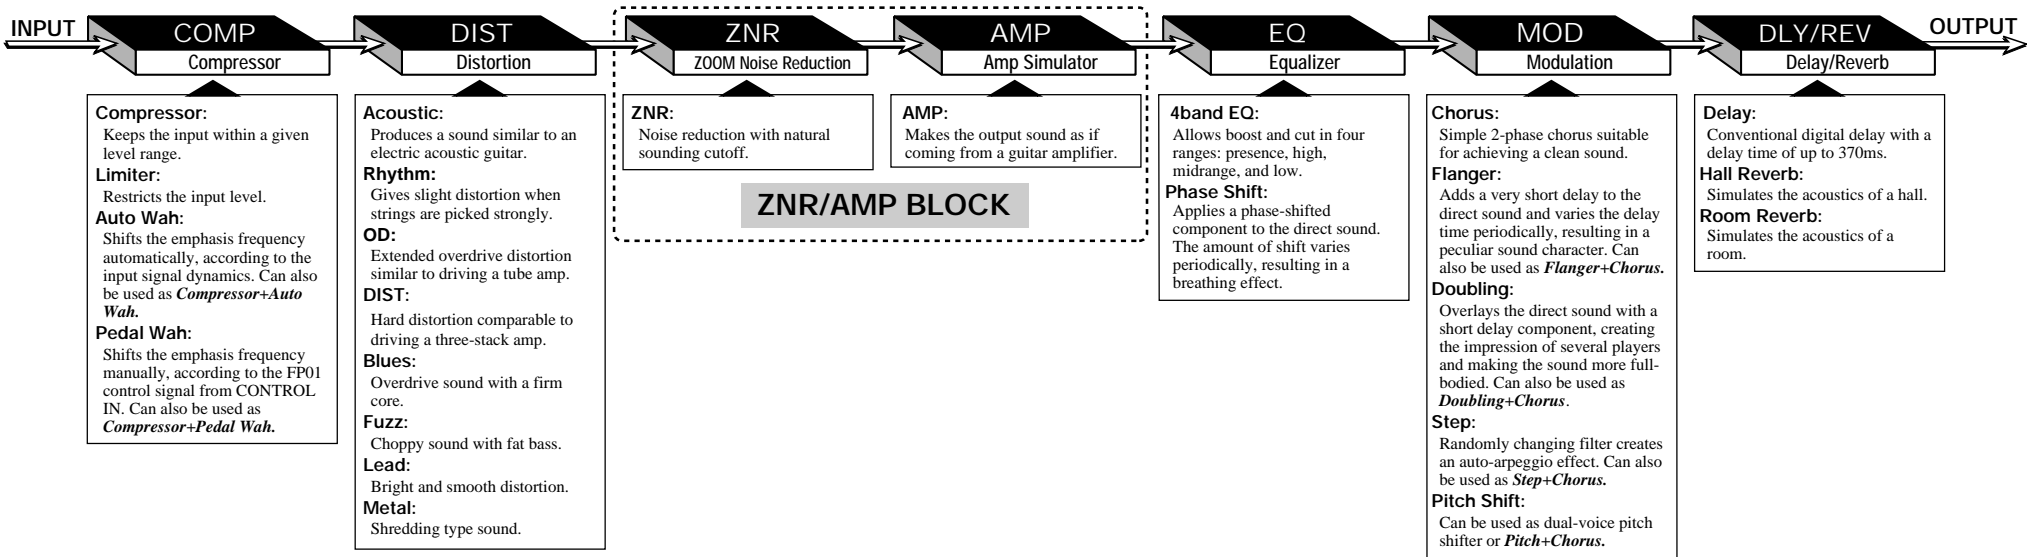 INPUT
COMP
Compressor
DIST
Distortion
ZNR
ZOOM Noise Reduction
AMP
Amp Simulator
EQ
Equalizer
MOD
Modulation
DLY/REV
Delay/Reverb
OUTPUT
Compressor:
Keeps the input within a given
level range.
Limiter:
Restricts the input level.
Auto Wah:
Shifts the emphasis frequency
automatically, according to the
input signal dynamics. Can also
be used as Compressor+Auto
Wah.
Pedal Wah:
Shifts the emphasis frequency
manually, according to the FP01
control signal from CONTROL
IN. Can also be used as
Compressor+Pedal Wah.
Acoustic:
Produces a sound similar to an
electric acoustic guitar.
Rhythm:
Gives slight distortion when
strings are picked strongly.
OD:
Extended overdrive distortion
similar to driving a tube amp.
DIST:
Hard distortion comparable to
driving a three-stack amp.
Blues:
Overdrive sound with a firm
core.
Fuzz:
Choppy sound with fat bass.
Lead:
Bright and smooth distortion.
Metal:
Shredding type sound.
ZNR:
Noise reduction with natural
sounding cutoff.
AMP:
Makes the output sound as if
coming from a guitar amplifier.
ZNR/AMP BLOCK
4band EQ:
Allows boost and cut in four
ranges: presence, high,
midrange, and low.
Phase Shift:
Applies a phase-shifted
component to the direct sound.
The amount of shift varies
periodically, resulting in a
breathing effect.
Chorus:
Simple 2-phase chorus suitable
for achieving a clean sound.
Flanger:
Adds a very short delay to the
direct sound and varies the delay
time periodically, resulting in a
peculiar sound character. Can
also be used as Flanger+Chorus.
Doubling:
Overlays the direct sound with a
short delay component, creating
the impression of several players
and making the sound more full-
bodied. Can also be used as
Doubling+Chorus.
Step:
Randomly changing filter creates
an auto-arpeggio effect. Can also
be used as Step+Chorus.
Pitch Shift:
Can be used as dual-voice pitch
shifter or Pitch+Chorus.
Delay:
Conventional digital delay with a
delay time of up to 370ms.
Hall Reverb:
Simulates the acoustics of a hall.
Room Reverb:
Simulates the acoustics of a
room.